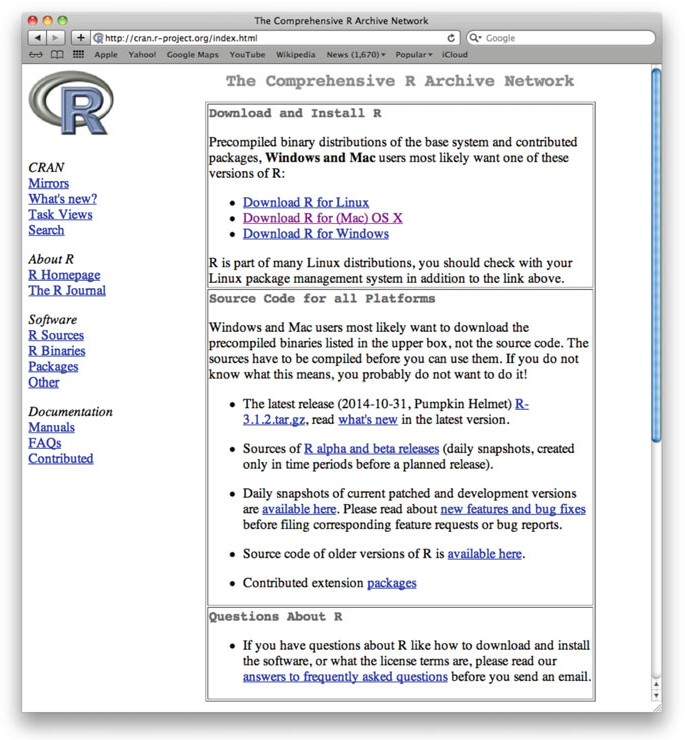 The Comprehensive R Archive Network
http://cran.r-project.org/index.html
Google
Apple Yahoo! Google Maps YouTube Wikipedia News (1,670) Popular iCloud
R
CRAN
Mirrors
What's new?
Task Views
Search
About R
R Homepage
The R Journal
Software
R Sources
R Binaries
Packages
Other
Documentation
Manuals
FAQs
Contributed
The Comprehensive R Archive Network
Download and Install R
Precompiled binary distributions of the base system and contributed
packages, Windows and Mac users most likely want one of these
versions of R:
• Download R for Linux
• Download R for (Mac) OS X
• Download R for Windows
R is part of many Linux distributions, you should check with your
Linux package management system in addition to the link above.
Source Code for all Platforms
Windows and Mac users most likely want to download the
precompiled binaries listed in the upper box, not the source code. The
sources have to be compiled before you can use them. If you do not
know what this means, you probably do not want to do it!
• The latest release (2014-10-31, Pumpkin Helmet) R-
3.1.2.tar.gz, read what's new in the latest version.
• Sources of R alpha and beta releases (daily snapshots, created
only in time periods before a planned release).
• Daily snapshots of current patched and development versions
are available here. Please read about new features and bug fixes
before filing corresponding feature requests or bug reports.
• Source code of older versions of R is available here.
• Contributed extension packages
Questions About R
• If you have questions about R like how to download and install
the software, or what the license terms are, please read our
answers to frequently asked questions before you send an email.